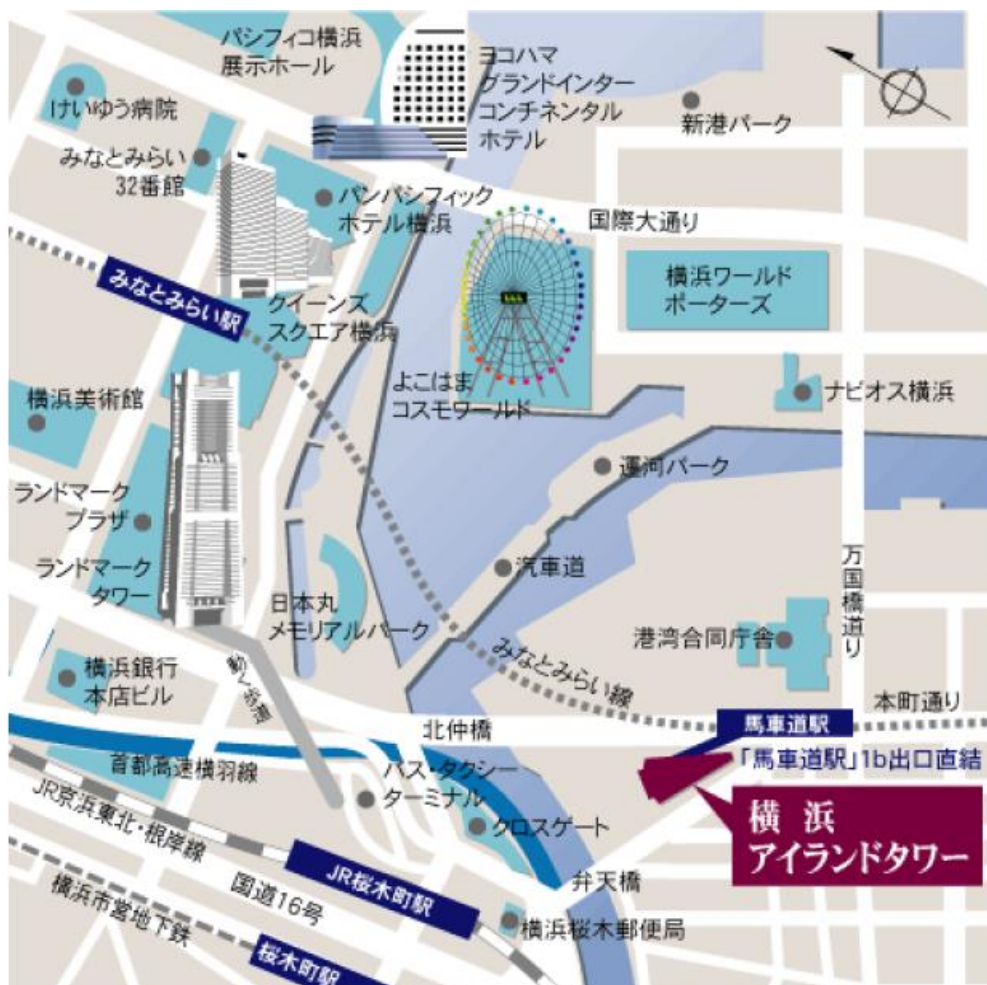 パシフィコ横浜
展示ホール
ヨコハマ
グランドインター
コンチネンタル
ホテル
けいゆう病院
新港パーク
みなとみらい
32番館
パンパシフィック
ホテル横浜
国際大通り
みなとみらい駅
横浜ワールド
ポーターズ
クイーンズ
スクエア横浜
よこはま
コスモワールド
横浜美術館
ナビオス横浜
運河パーク
ランドマーク
プラザ
ランドマーク
タワー
汽車道
万国橋通り
日本丸
メモリアルパーク
港湾合同庁舎
みなとみらい線
横浜銀行
本店ビル
動く歩道
本町通り
北仲橋
馬車道駅
「馬車道駅」1b出口直結
首都高速横羽線
バス・タクシー
ターミナル
横浜
アイランドタワー
JR京浜東北・根岸線
クロスゲート
JR桜木町駅
弁天橋
国道16号
横浜市営地下鉄
横浜桜木郵便局
桜木町駅